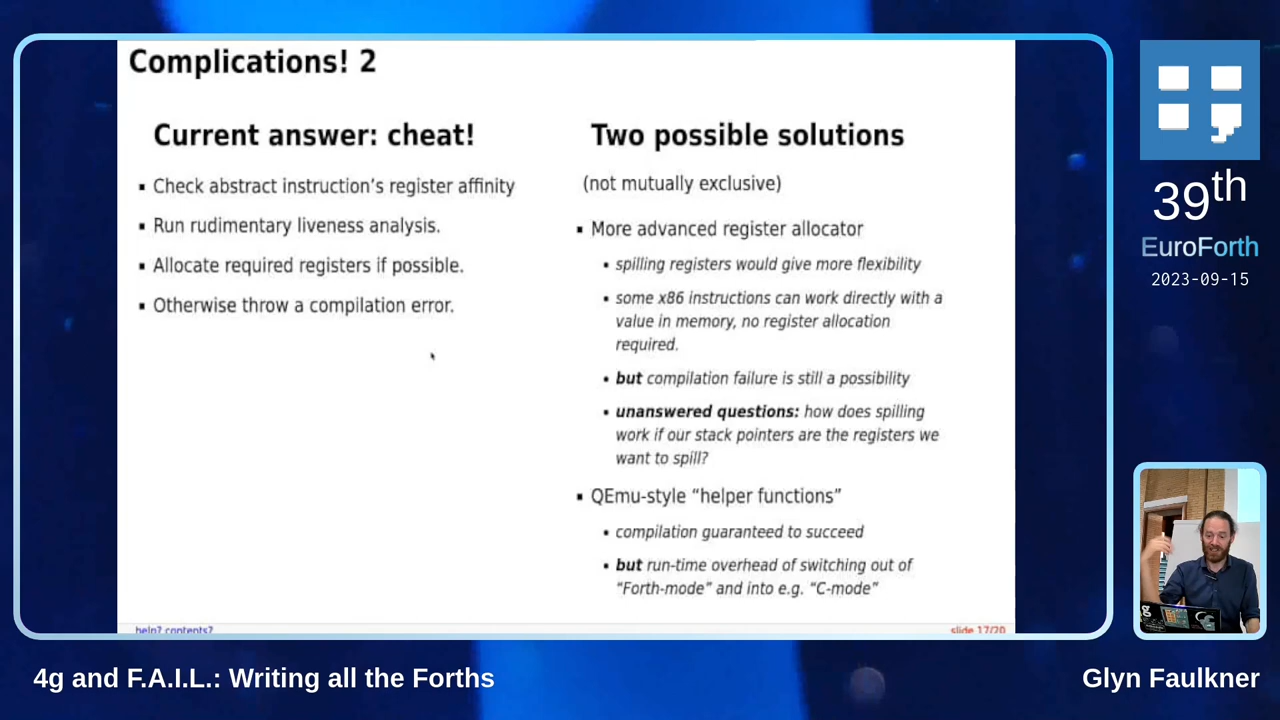 Complications! 2
Current answer: cheat!
▪ Check abstract instruction's register affinity
▪ Run rudimentary liveness analysis.
▪ Allocate required registers if possible.
▪ Otherwise throw a compilation error.
Two possible solutions
(not mutually exclusive)
▪ More advanced register allocator
▪ spilling registers would give more flexibility
▪ some x86 instructions can work directly with a
value in memory, no register allocation
required.
▪ but compilation failure is still a possibility
▪ unanswered questions: how does spilling
work if our stack pointers are the registers we
want to spill?
▪ QEmu-style “helper functions”
▪ compilation guaranteed to succeed
▪ but run-time overhead of switching out of
“Forth-mode” and into e.g. “C-mode”
help? contents?
slide 17/20
39th
EuroForth
2023-09-15
4g and F.A.I.L.: Writing all the Forths
Glyn Faulkner